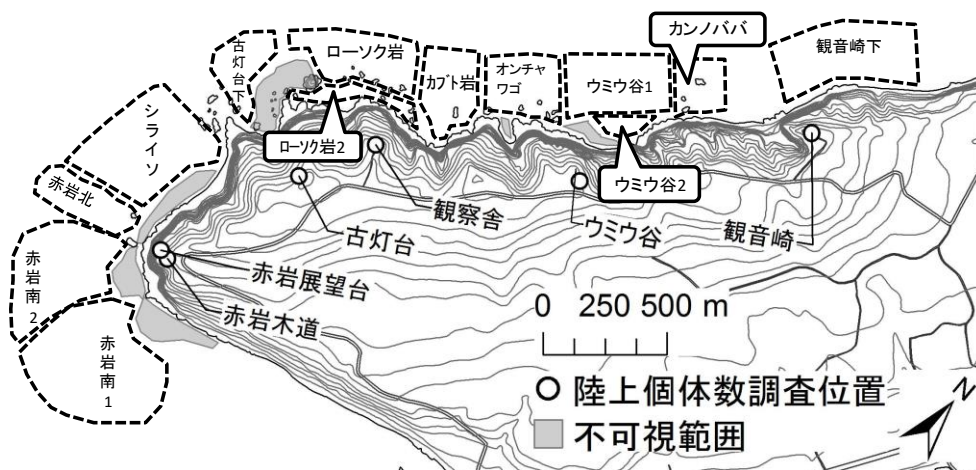 カンノババ
古灯台下
ローソク岩
カブト岩
オンチャ
ワゴ
ウミウ谷1
観音崎下
シライソ
ローソク岩2
ウミウ谷2
赤岩北
観察舎
古灯台
ウミウ谷
観音崎
赤岩南2
赤岩展望台
赤岩木道
赤岩南1
0 250 500 m
陸上個体数調査位置
不可視範囲
N